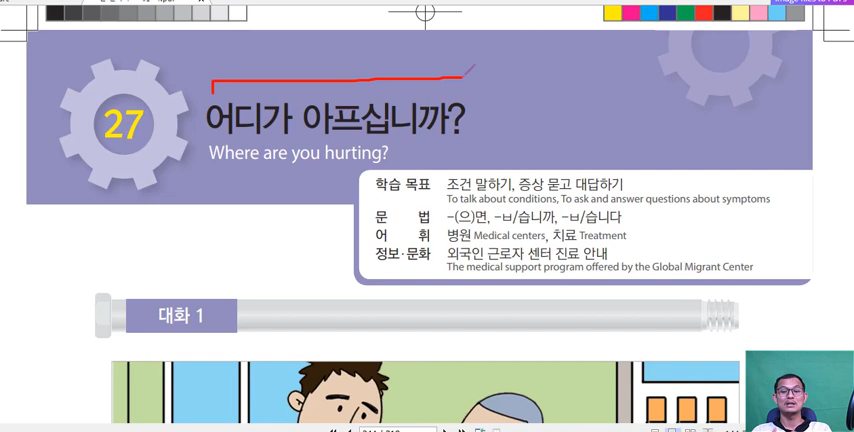 27
어디가 아프십니까?
Where are you hurting?
학습 목표 조건 말하기, 증상 묻고 대답하기
To talk about conditions, To ask and answer questions about symptoms
문 법 -(으)면, -ㅂ/습니까, -ㅂ/습니다
어 휘 병원 Medical centers, 치료 Treatment
정보·문화 외국인 근로자 센터 진료 안내
The medical support program offered by the Global Migrant Center
대화 1